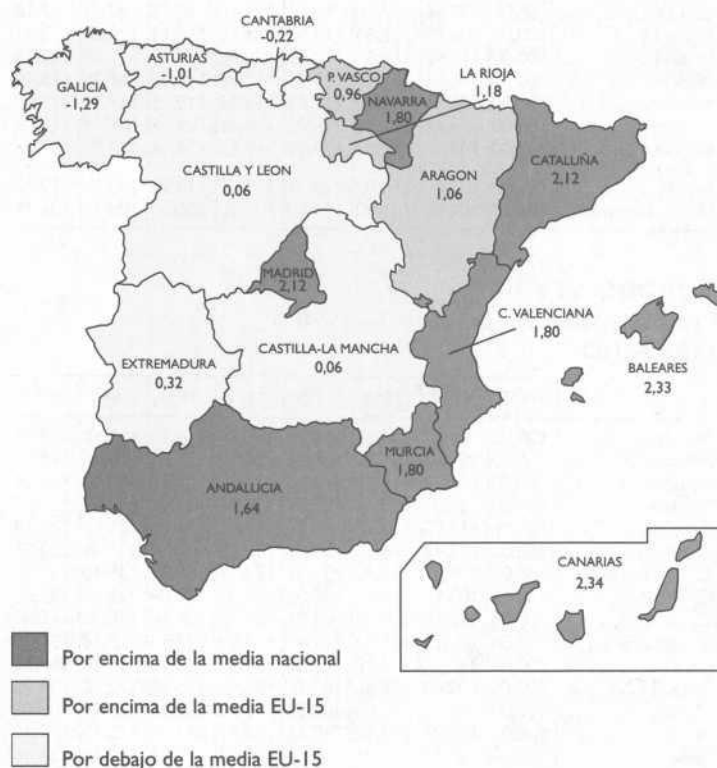 CANTABRIA
-0,22
ASTURIAS
-1,01
GALICIA
-1,29
P. VASCO
0,96
NAVARRA
1,80
LA RIOJA
1,18
CASTILLA Y LEON
0,06
ARAGON
1,06
CATALUÑA
2,12
MADRID
2,12
C. VALENCIANA
1,80
CASTILLA-LA MANCHA
0,06
EXTREMADURA
0,32
BALEARES
2,33
MURCIA
1,80
ANDALUCIA
1,64
CANARIAS
2,34
Por encima de la media nacional
Por encima de la media EU-15
Por debajo de la media EU-15